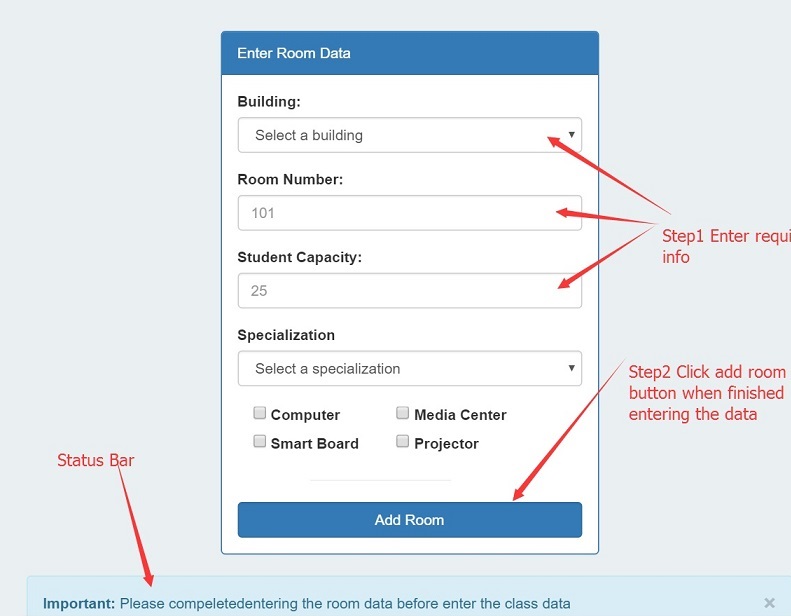 Enter Room Data
Building:
Select a building
Room Number:
101
Step1 Enter requi
info
Student Capacity:
25
Specialization
Select a specialization
Step2 Click add room
button when finished
entering the data
Computer Media Center
Smart Board Projector
Status Bar
Add Room
Important: Please compeletedentering the room data before enter the class data ×